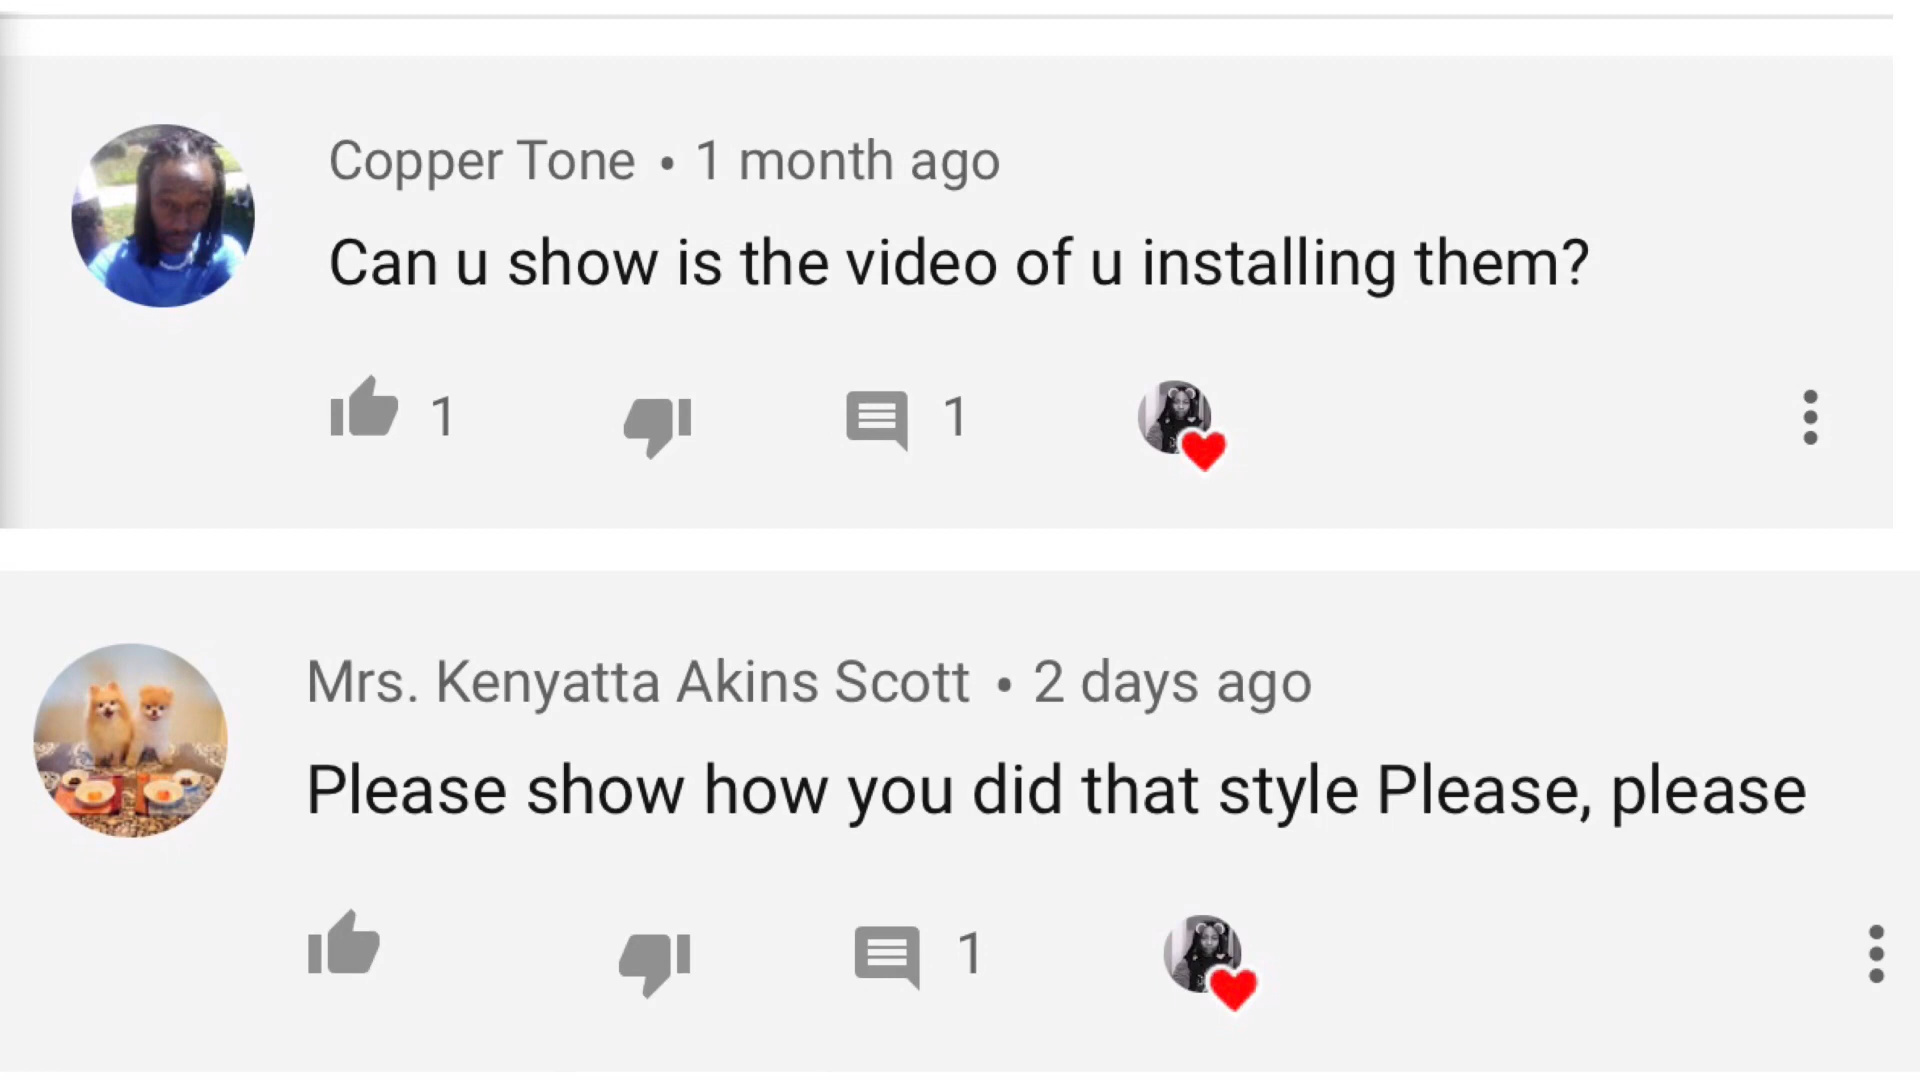 Copper Tone • 1 month ago
Can u show is the video of u installing them?
1
1
Mrs. Kenyatta Akins Scott • 2 days ago
Please show how you did that style Please, please
1